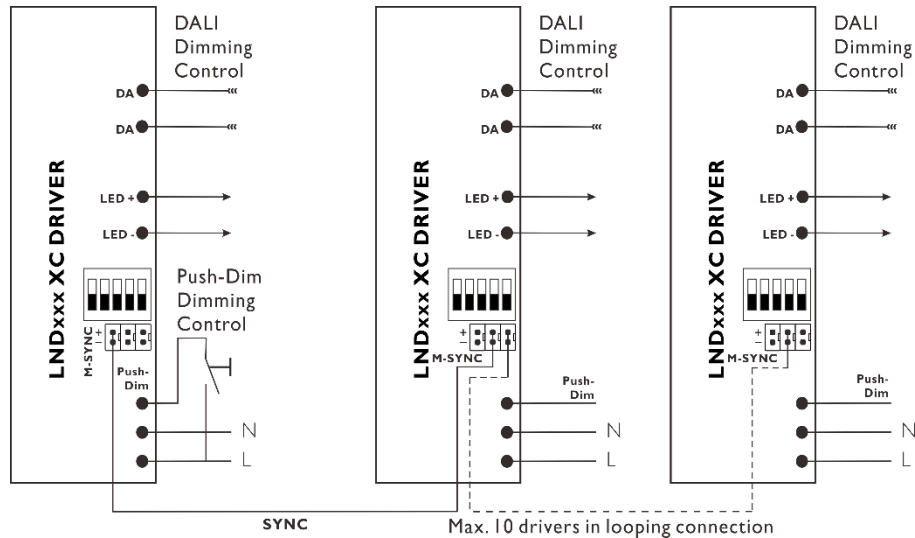 DALI
Dimming
Control
DA
DA
LNDxxx XC DRIVER
LED +
LED -
Push-Dim
Dimming
Control
M-SYNC
+
−
Push-
Dim
N
L
DALI
Dimming
Control
DA
DA
LNDxxx XC DRIVER
LED +
LED -
+
−
M-SYNC
Push-
Dim
N
L
DALI
Dimming
Control
DA
DA
LNDxxx XC DRIVER
LED +
LED -
+
−
M-SYNC
Push-
Dim
N
L
SYNC
Max. 10 drivers in looping connection